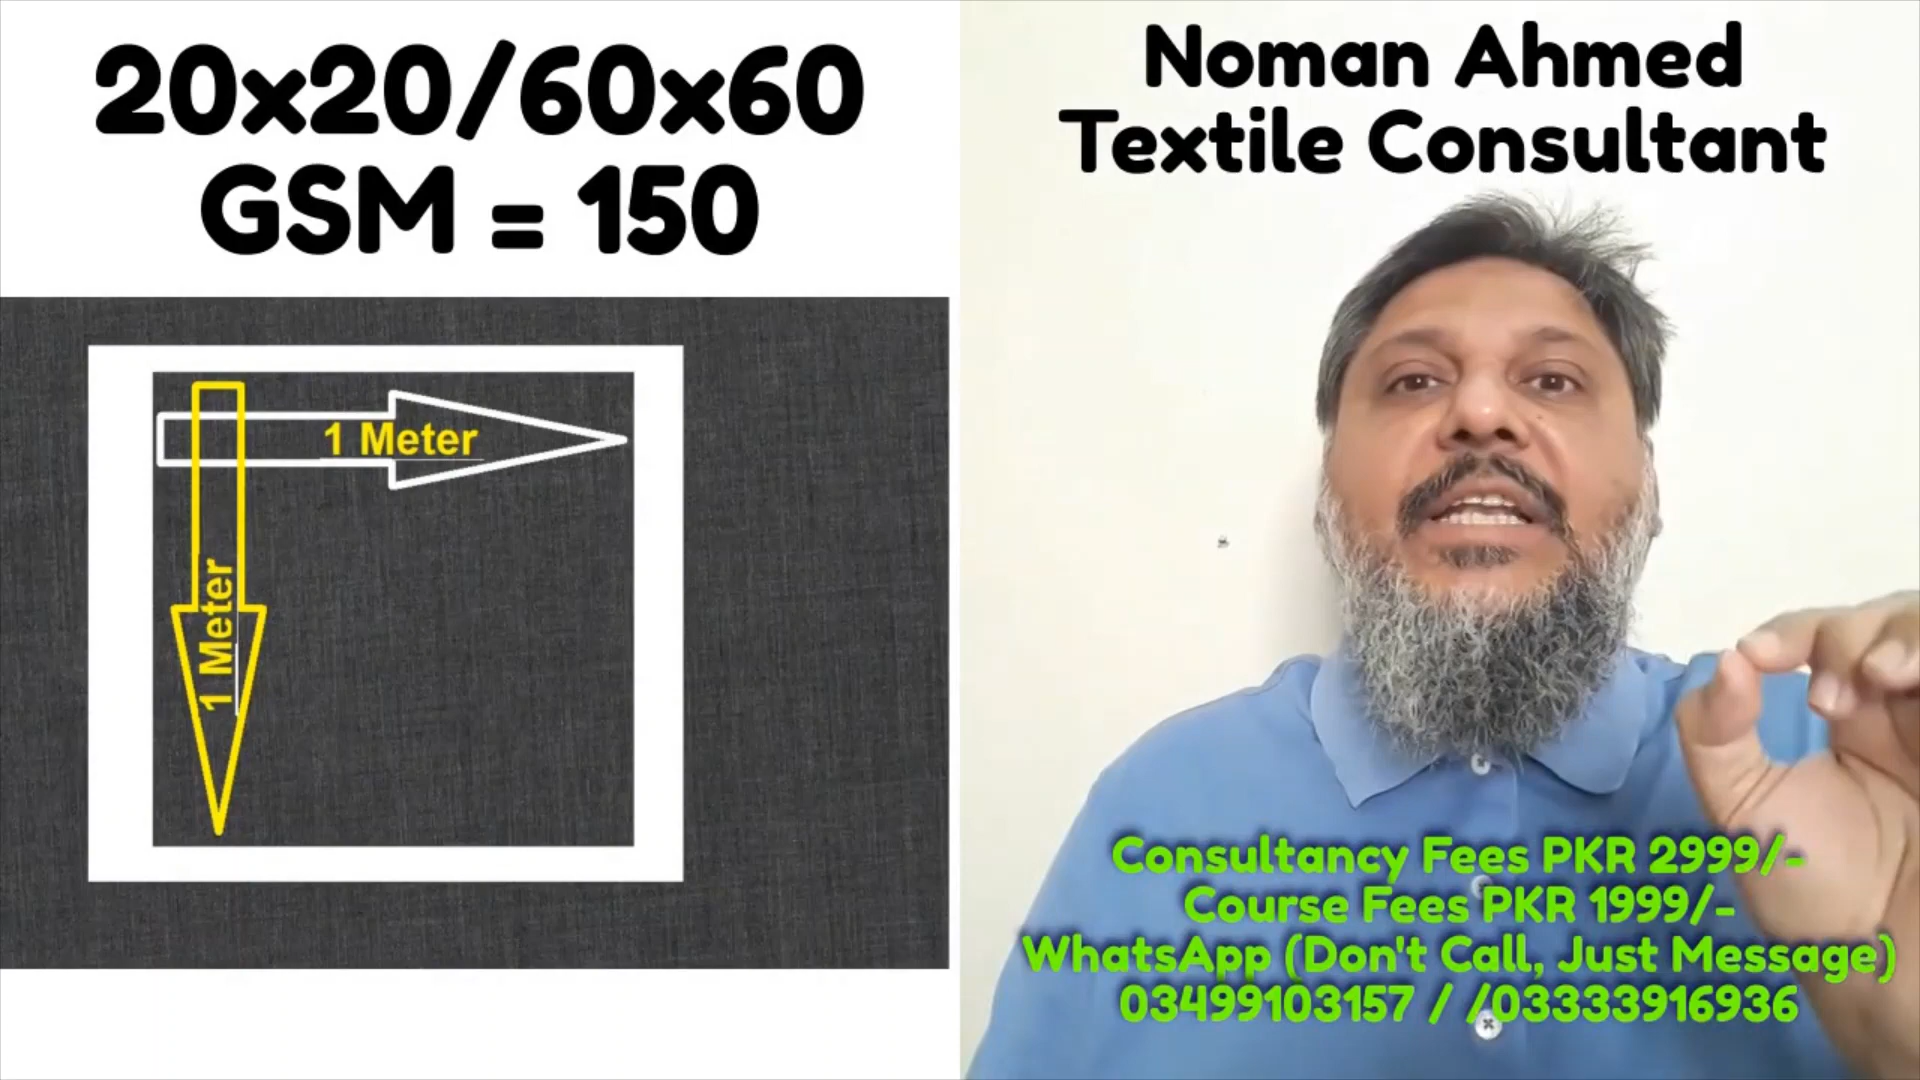 20x20/60x60
GSM = 150
1 Meter
1 Meter
Noman Ahmed
Textile Consultant
Consultancy Fees PKR 2999/-
Course Fees PKR 1999/-
WhatsApp (Don't Call, Just Message)
03499103157 / /03333916936